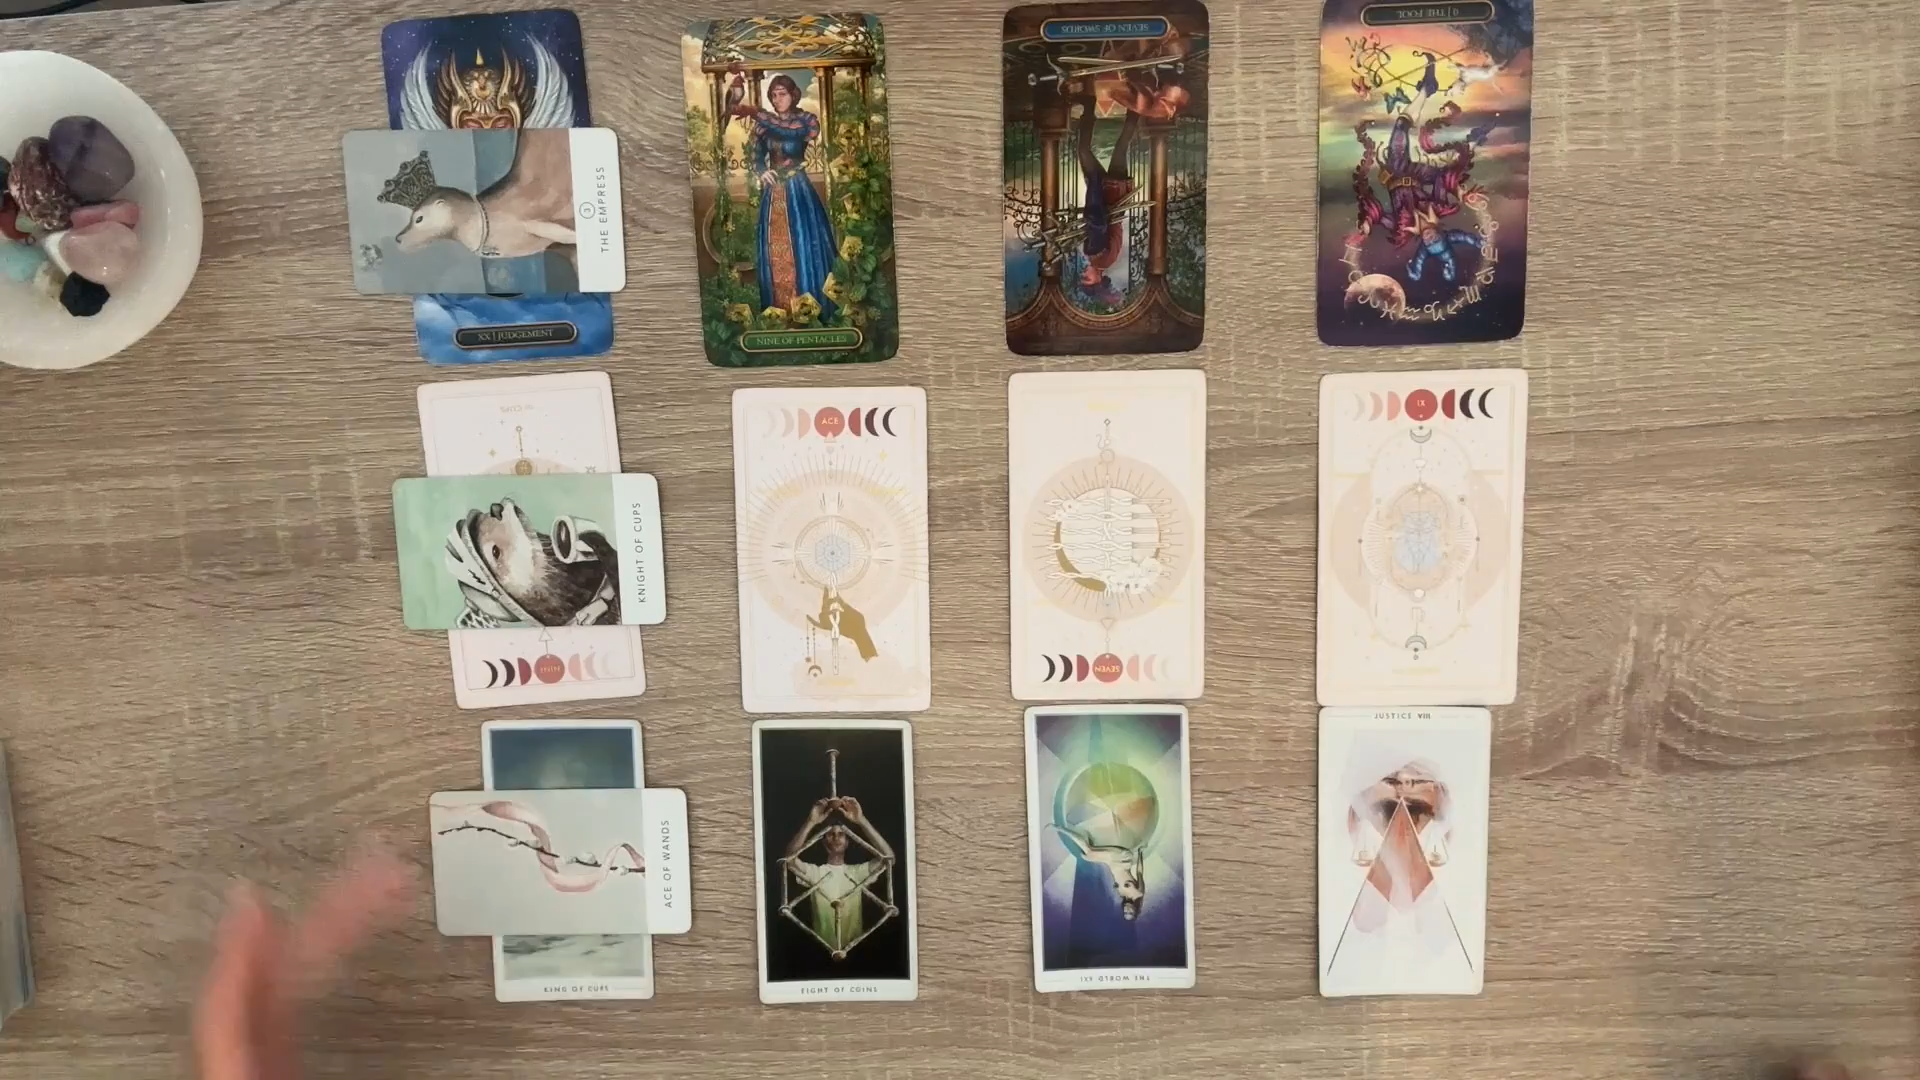 SEVEN OF SWORDS
0 | THE FOOL
THE EMPRESS
3
XX | JUDGEMENT
NINE OF PENTACLES
CUPS
ACE
IX
KNIGHT OF CUPS
SEVEN
JUSTICE VIII
ACE OF WANDS
KING OF CUPS
EIGHT OF COINS
THE WORLD XXI